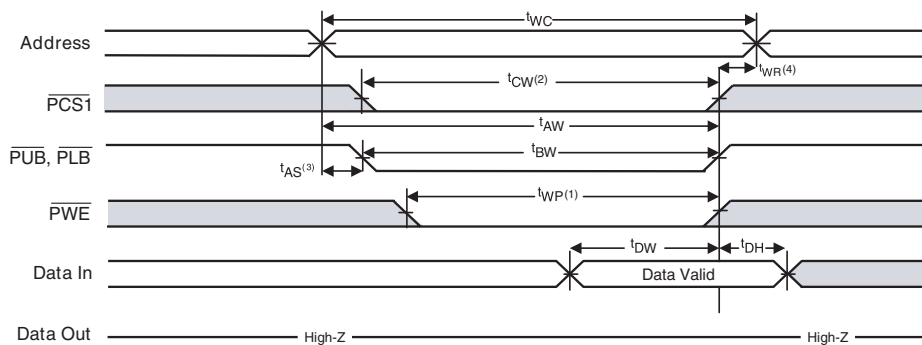 tWC
Address
tWR(4)
tCW(2)
PCS1
tAW
PUB, PLB
tBW
tAS(3)
tWP(1)
PWE
tDW
tDH
Data In
Data Valid
Data Out
High-Z
High-Z